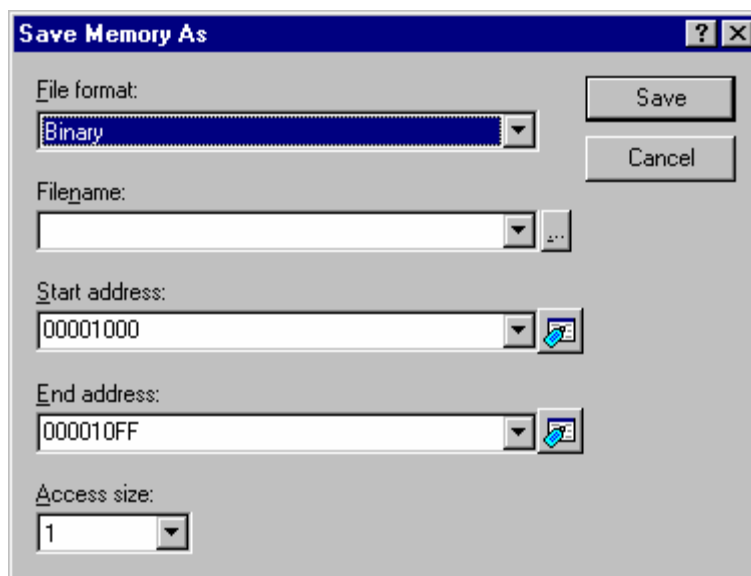 Save Memory As
File format:
Save
Binary
Cancel
Filename:
...
Start address:
00001000
End address:
000010FF
Access size:
1